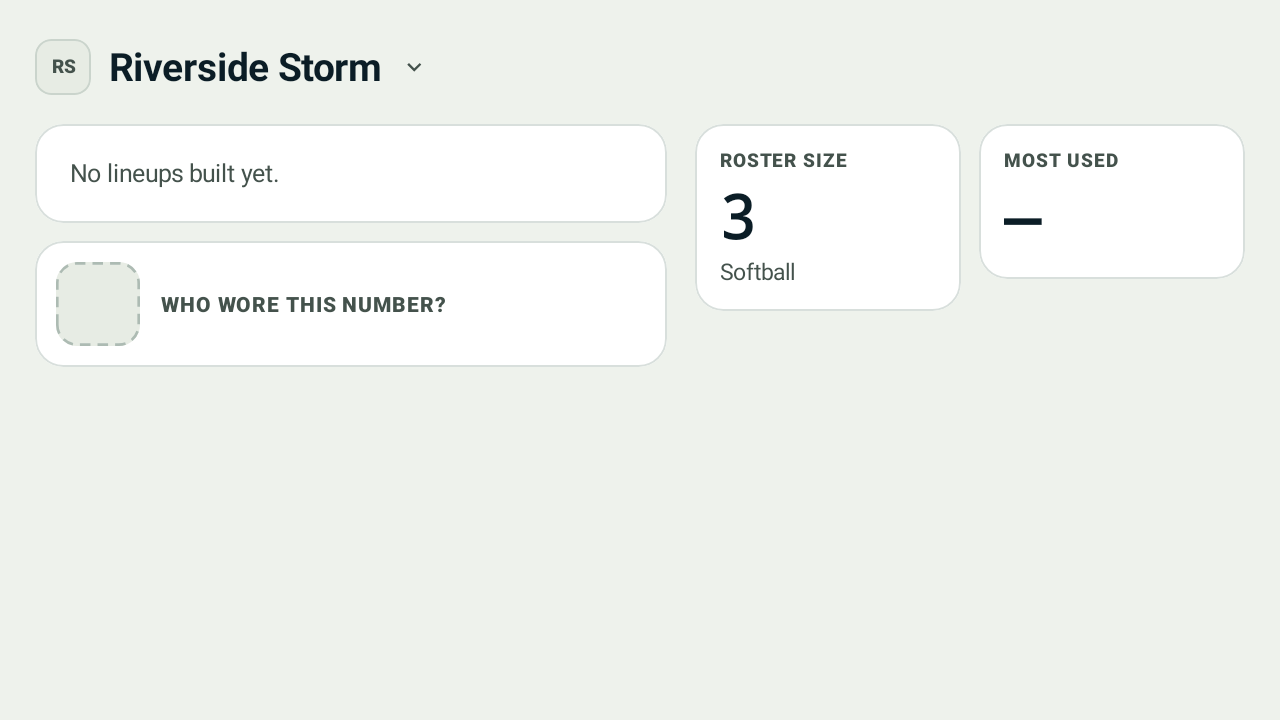 RS
Riverside Storm
No lineups built yet.
WHO WORE THIS NUMBER?
ROSTER SIZE
3
Softball
MOST USED
—